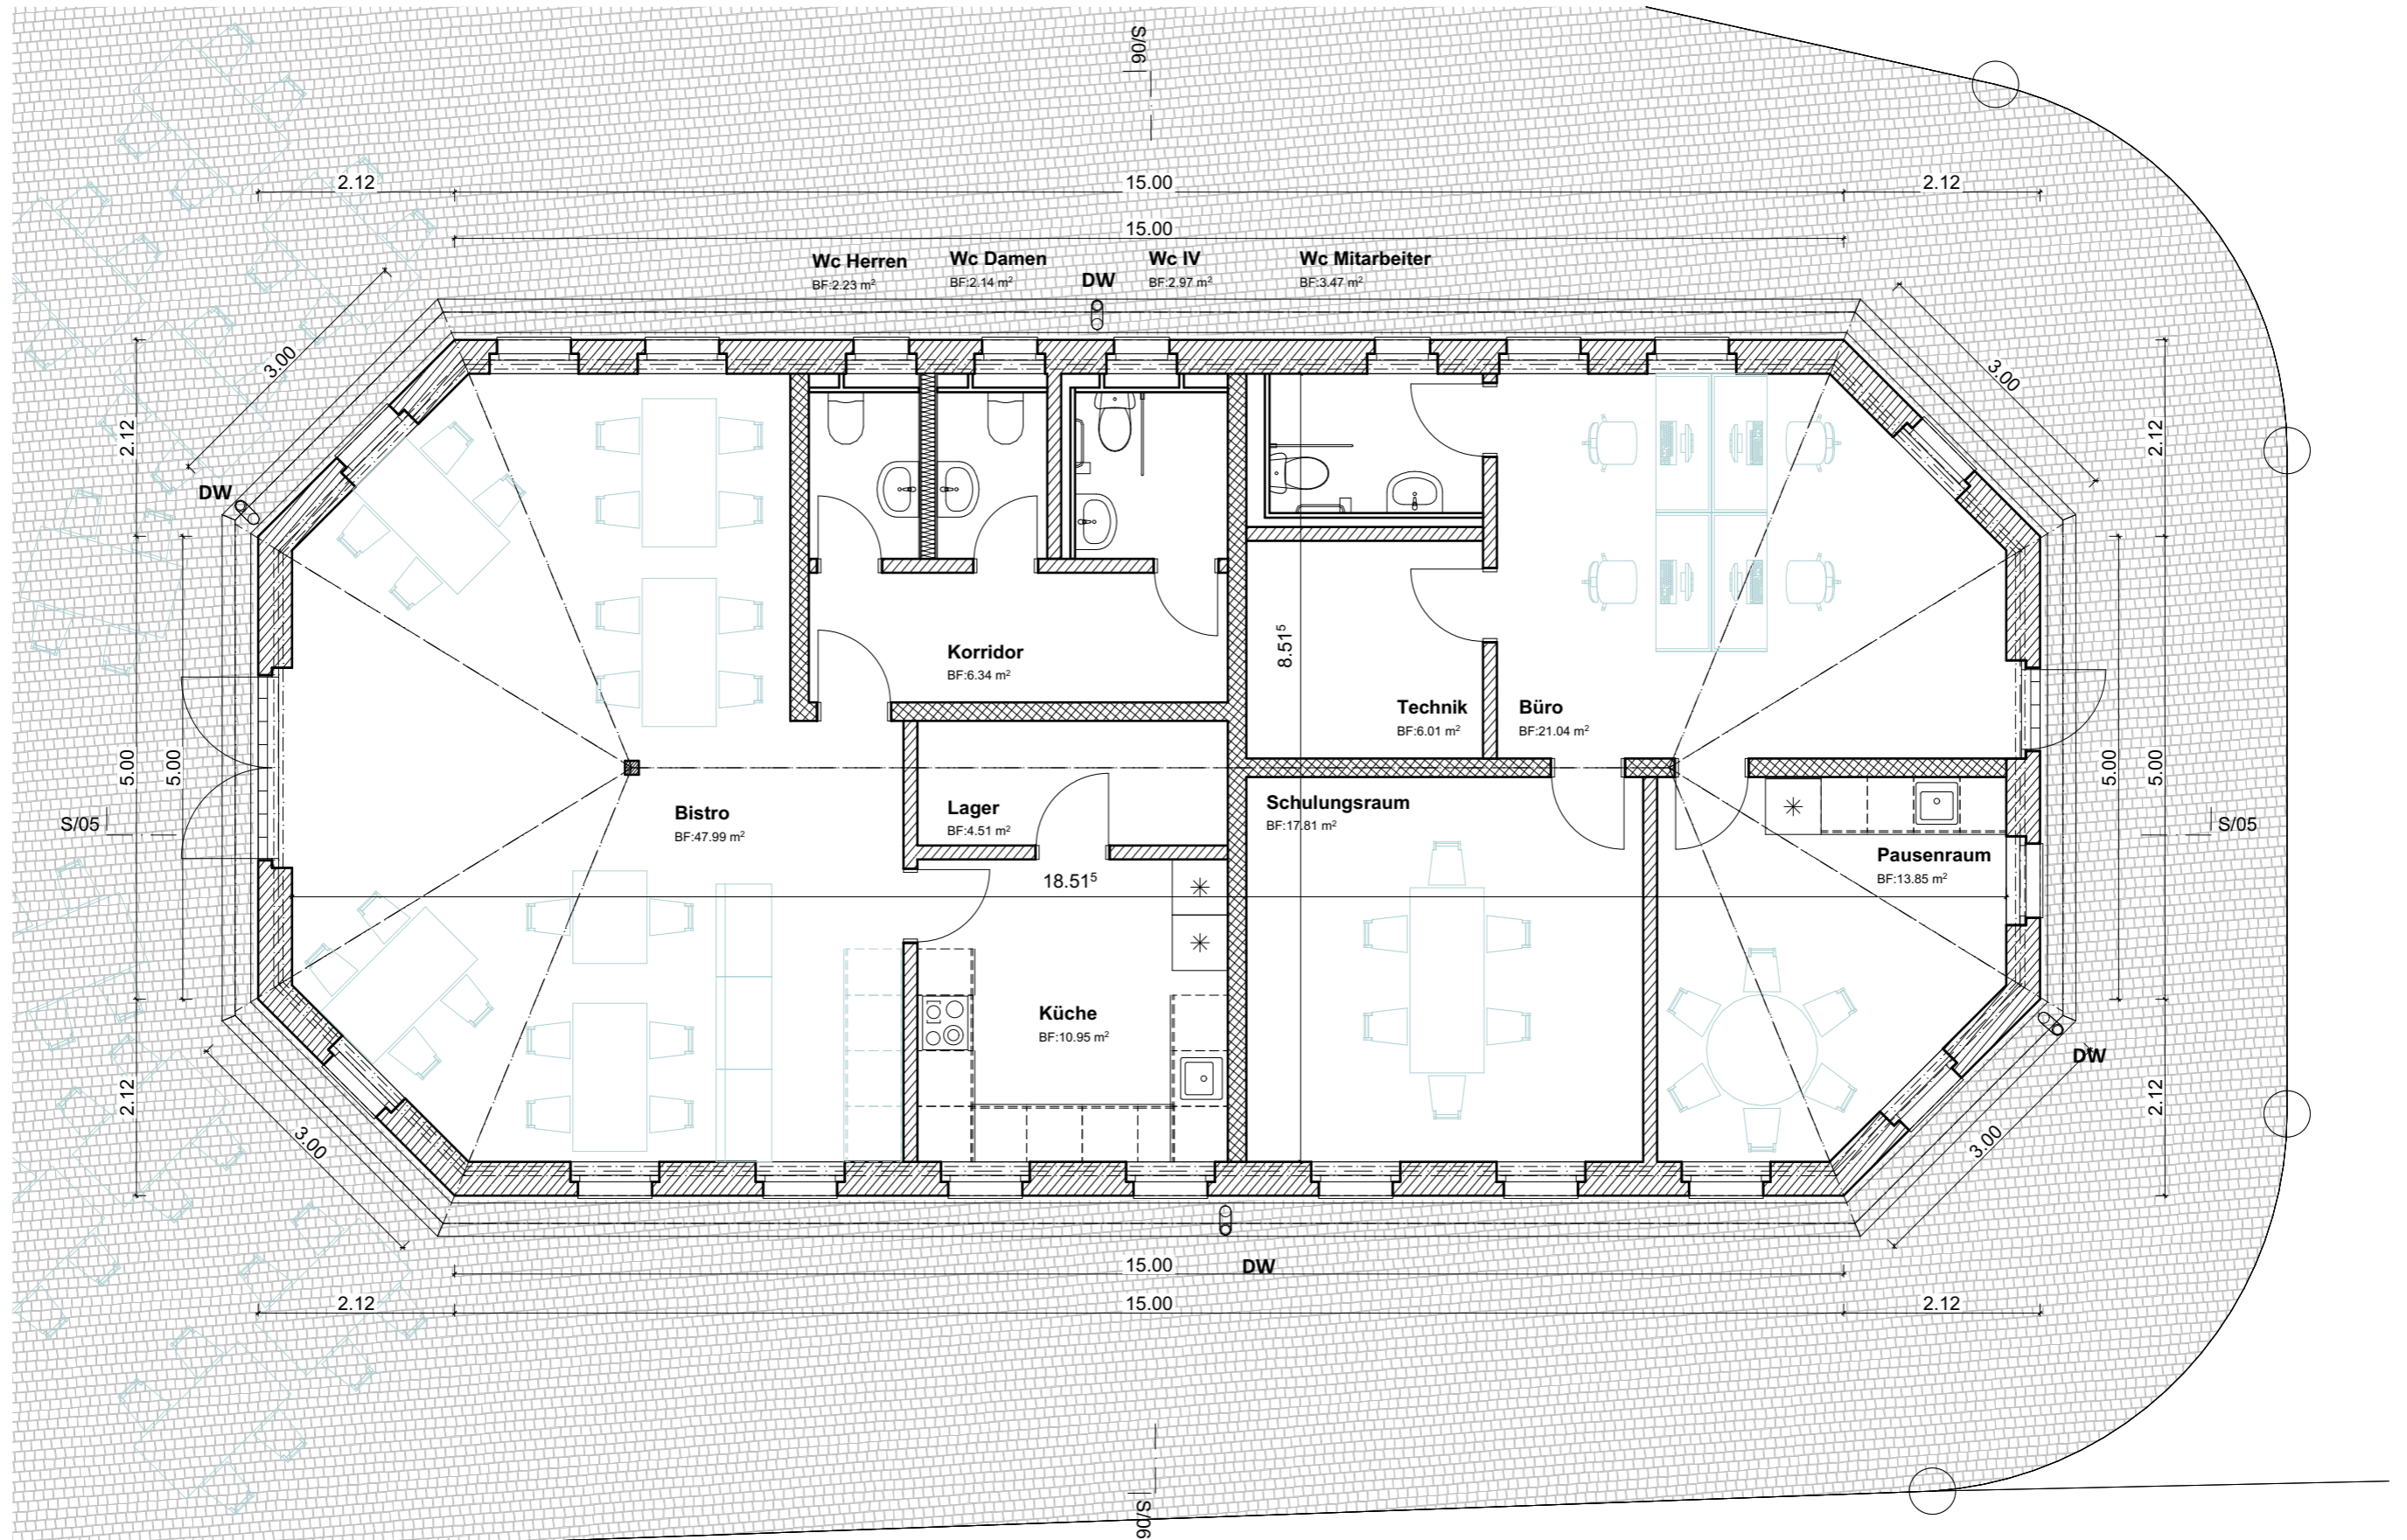 S/06
2.12
15.00
2.12
15.00
Wc Herren
BF:2.23 m²
Wc Damen
BF:2.14 m²
DW
Wc IV
BF:2.97 m²
Wc Mitarbeiter
BF:3.47 m²
3.00
3.00
2.12
2.12
DW
Korridor
BF:6.34 m²
8.51⁵
Technik
BF:6.01 m²
Büro
BF:21.04 m²
5.00
5.00
5.00
5.00
S/05
Bistro
BF:47.99 m²
Lager
BF:4.51 m²
Schulungsraum
BF:17.81 m²
S/05
Pausenraum
BF:13.85 m²
18.51⁵
Küche
BF:10.95 m²
DW
2.12
2.12
3.00
3.00
15.00
DW
2.12
15.00
2.12
S/06